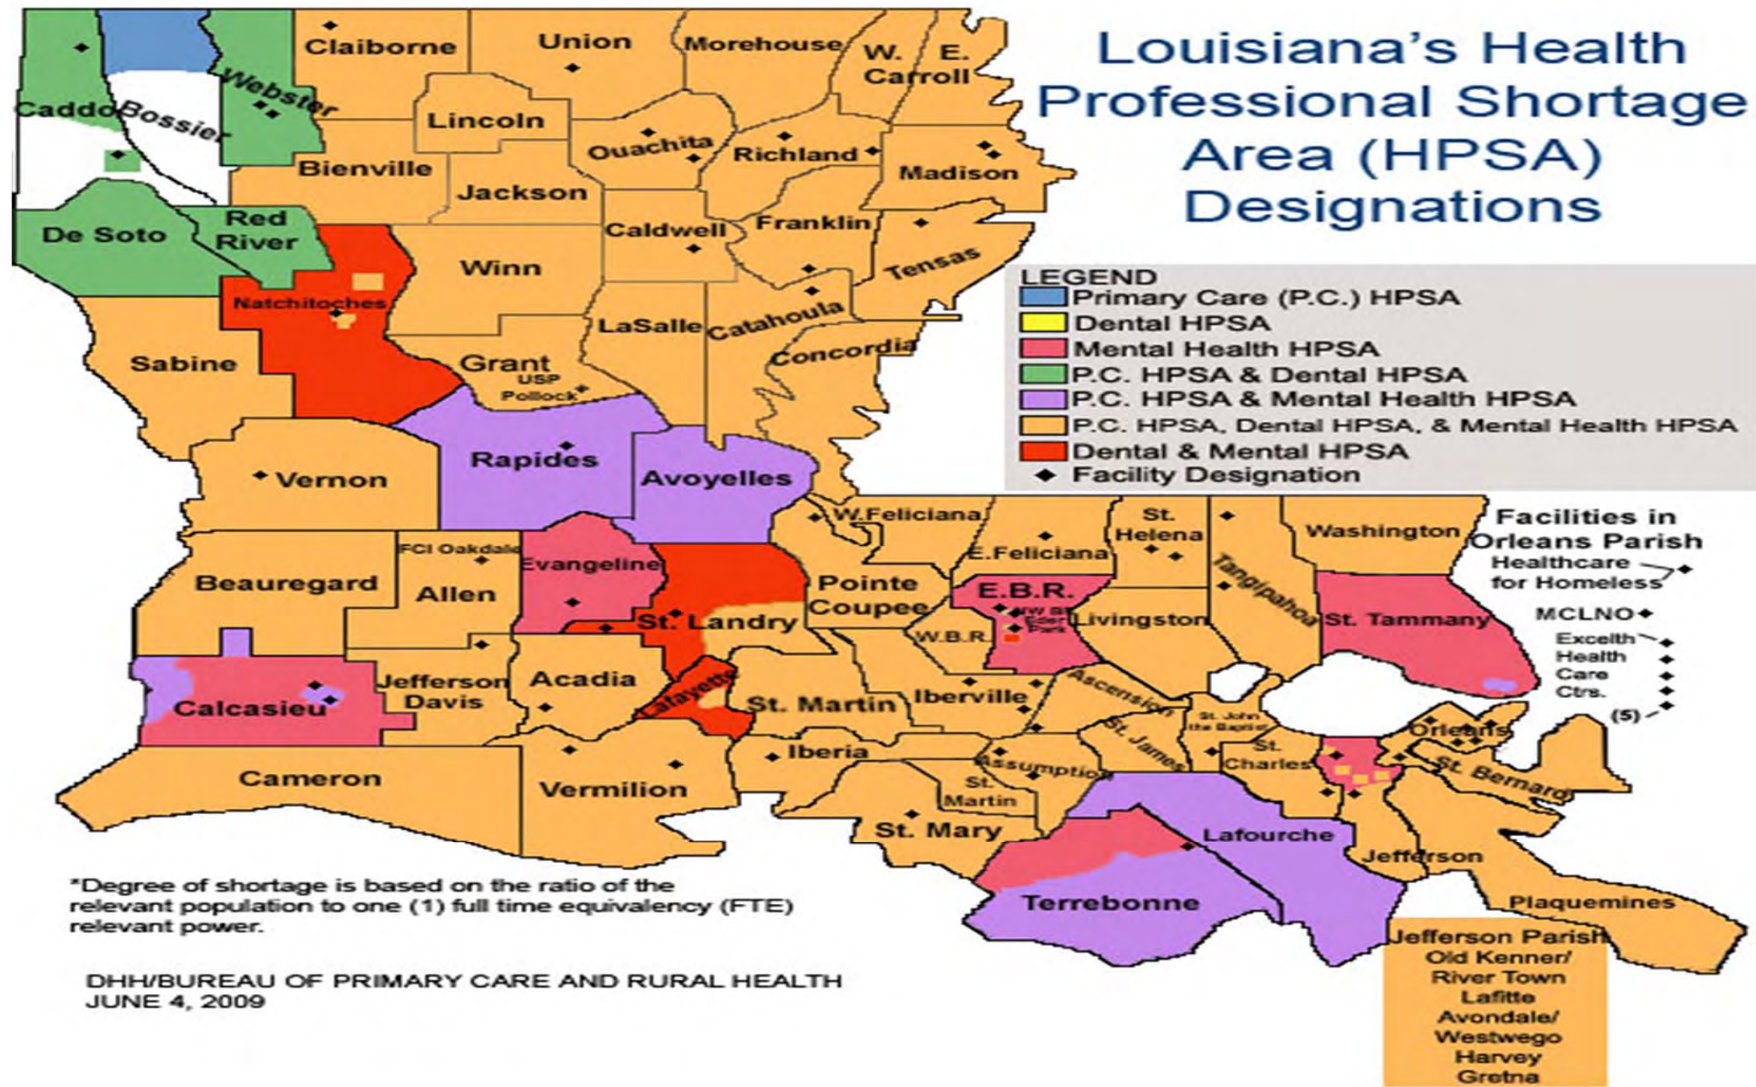 Louisiana's Health
Professional Shortage
Area (HPSA)
Designations
LEGEND
Primary Care (P.C.) HPSA
Dental HPSA
Mental Health HPSA
P.C. HPSA & Dental HPSA
P.C. HPSA & Mental Health HPSA
P.C. HPSA, Dental HPSA, & Mental Health HPSA
Dental & Mental HPSA
Facility Designation
Caddo
Bossier
Webster
Claiborne
Union
Morehouse
W.
E.
Carroll
Lincoln
Ouachita
Richland
Madison
Bienville
Jackson
De Soto
Red
River
Caldwell
Franklin
Tensas
Winn
Natchitoches
LaSalle
Catahoula
Concordia
Sabine
Grant
USP
Pollock
Vernon
Rapides
Avoyelles
Beauregard
FCI Oakdale
Allen
Evangeline
St. Landry
Pointe
Coupee
W.Feliciana
E.Feliciana
St.
Helena
Tangipahoa
Washington
E.B.R.
Park
Livingston
St. Tammany
W.B.R.
Calcasieu
Jefferson
Davis
Acadia
Lafayette
St. Martin
Iberville
Ascension
St. John
the Baptist
St. James
St.
Charles
Orleans
St. Bernard
Cameron
Vermilion
Iberia
Assumption
St.
Martin
St. Mary
Lafourche
Terrebonne
Jefferson
Plaquemines
Facilities in
Orleans Parish
Healthcare
for Homeless
MCLNO
Excelth
Health
Care
Ctrs.
(5)
Jefferson Parish
Old Kenner/
River Town
Lafitte
Avondale/
Westwego
Harvey
Gretna
*Degree of shortage is based on the ratio of the
relevant population to one (1) full time equivalency (FTE)
relevant power.
DHH/BUREAU OF PRIMARY CARE AND RURAL HEALTH
JUNE 4, 2009